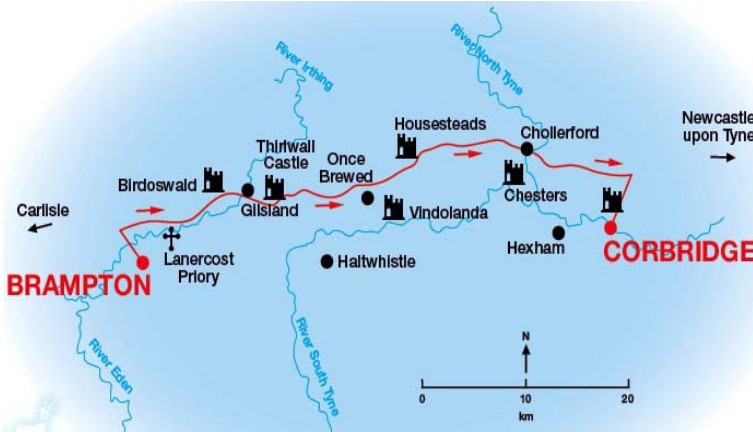 River North Tyne
River Irthing
Newcastle
upon Tyne
Housesteads
Chollerford
Thirlwall
Castle
Once
Brewed
Birdoswald
Carlisle
Gilsland
Vindolanda
Chesters
Lanercost
Priory
Haltwhistle
Hexham
CORBRIDGE
BRAMPTON
River Eden
River South Tyne
N
0
10
20
km